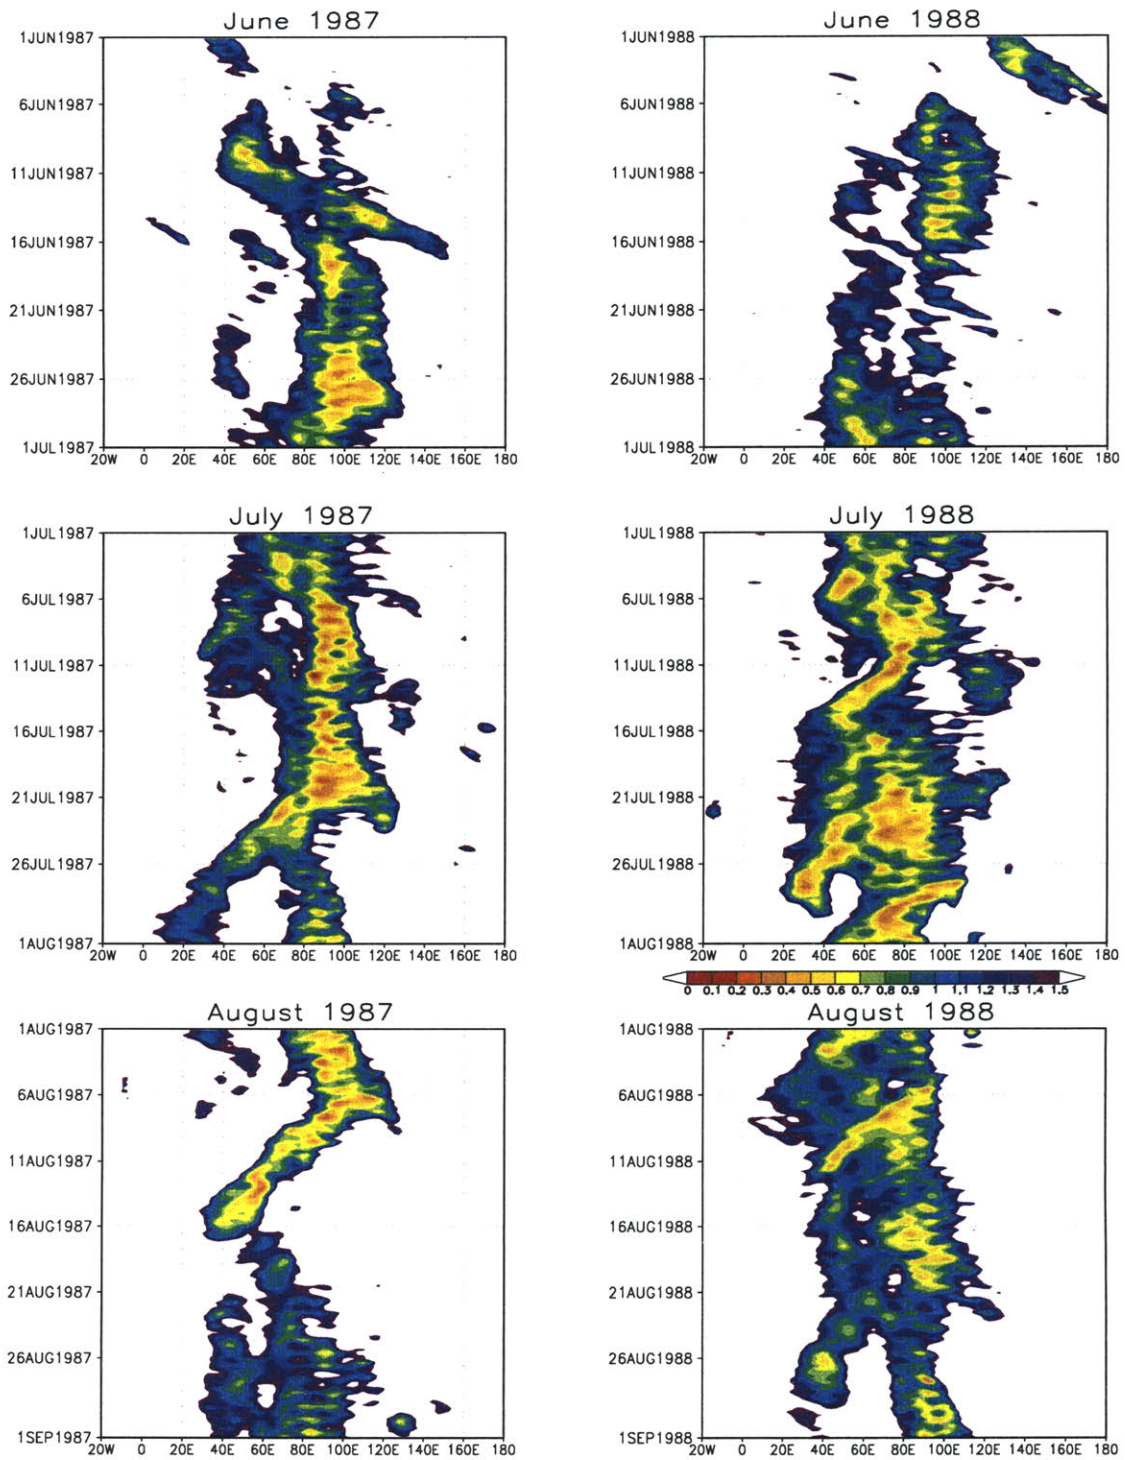 June 1987
1JUN1987
6JUN1987
11JUN1987
16JUN1987
21JUN1987
26JUN1987
1JUL1987
20W 0 20E 40E 60E 80E 100E 120E 140E 160E 180
June 1988
1JUN1988
6JUN1988
11JUN1988
16JUN1988
21JUN1988
26JUN1988
1JUL1988
20W 0 20E 40E 60E 80E 100E 120E 140E 160E 180
July 1987
1JUL1987
6JUL1987
11JUL1987
16JUL1987
21JUL1987
26JUL1987
1AUG1987
20W 0 20E 40E 60E 80E 100E 120E 140E 160E 180
July 1988
1JUL1988
6JUL1988
11JUL1988
16JUL1988
21JUL1988
26JUL1988
1AUG1988
20W 0 20E 40E 60E 80E 100E 120E 140E 160E 180
0 0.1 0.2 0.3 0.4 0.5 0.6 0.7 0.8 0.9 1 1.1 1.2 1.3 1.4 1.5
August 1987
1AUG1987
6AUG1987
11AUG1987
16AUG1987
21AUG1987
26AUG1987
1SEP1987
20W 0 20E 40E 60E 80E 100E 120E 140E 160E 180
August 1988
1AUG1988
6AUG1988
11AUG1988
16AUG1988
21AUG1988
26AUG1988
1SEP1988
20W 0 20E 40E 60E 80E 100E 120E 140E 160E 180